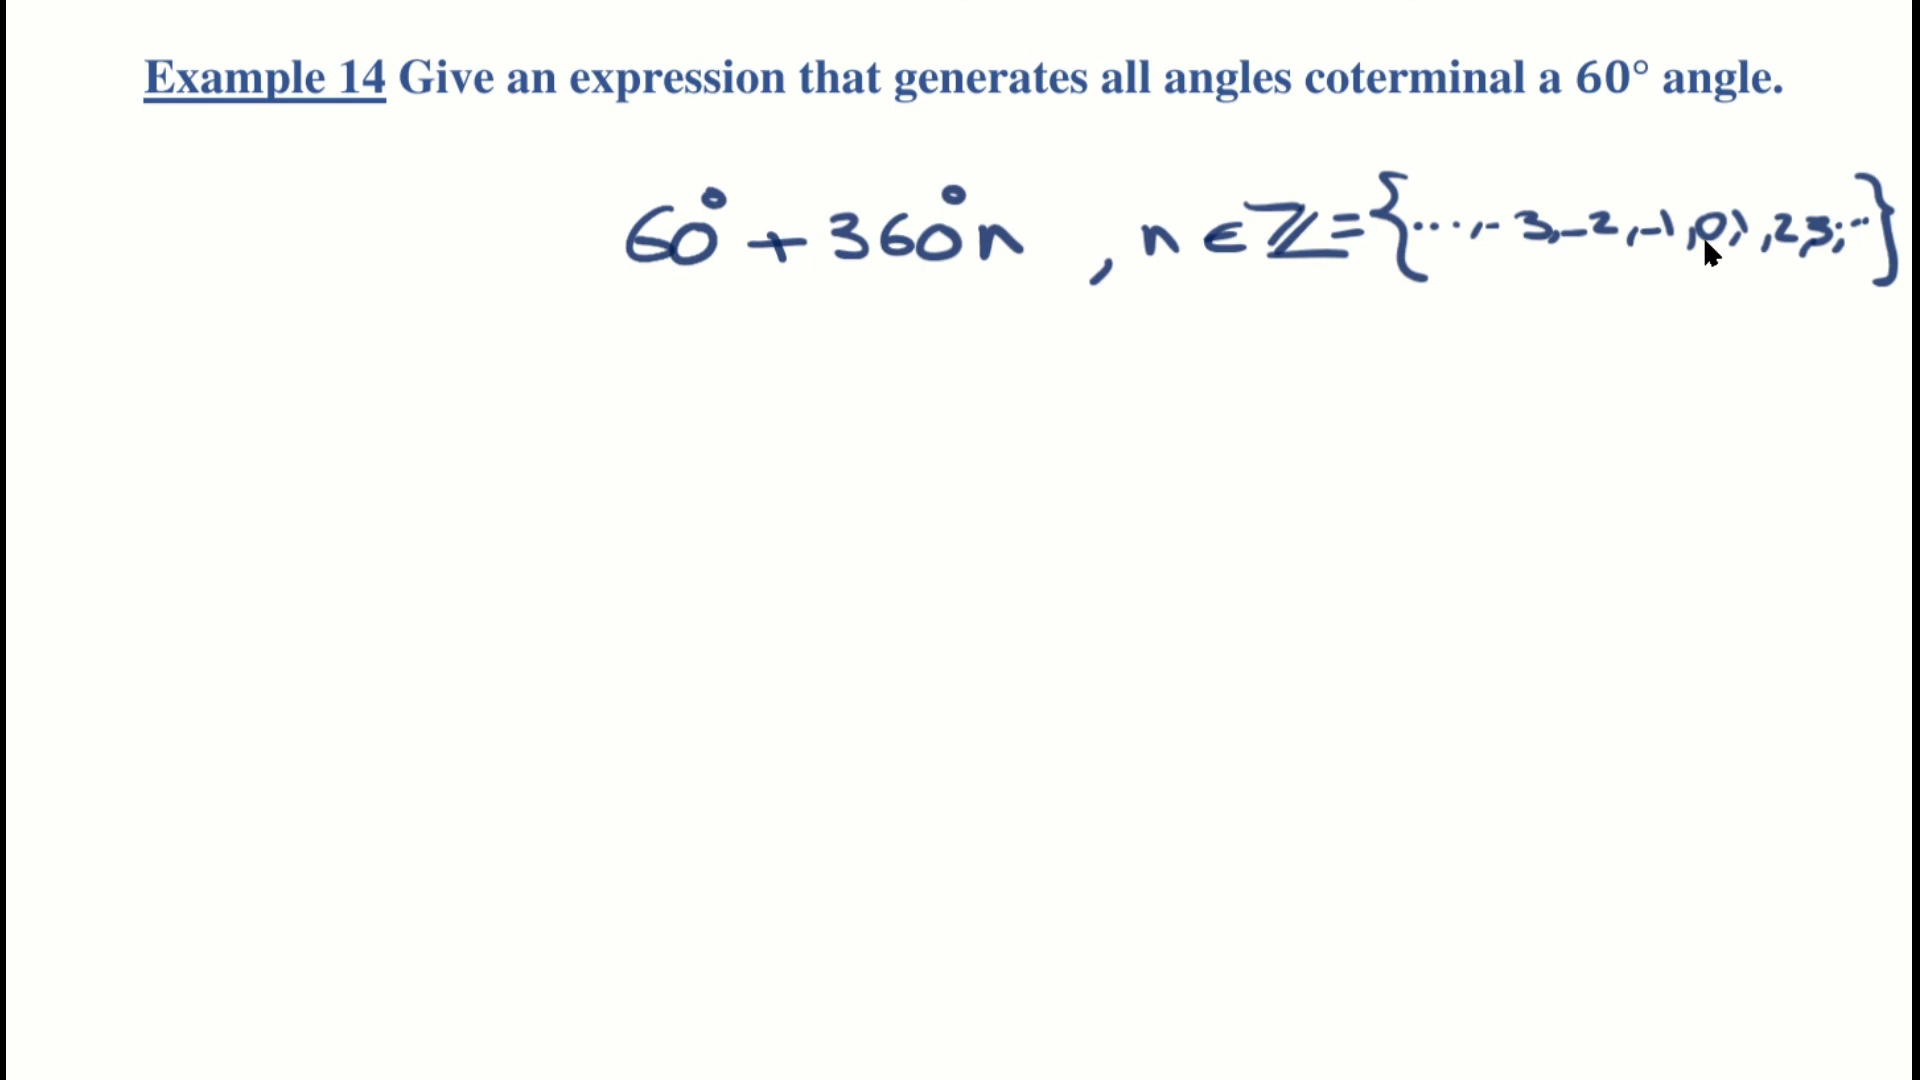 Example 14 Give an expression that generates all angles coterminal a 60° angle.
60° + 360°n , n ∈ ℤ = {...,-3,-2,-1,0,1,2,3,...}